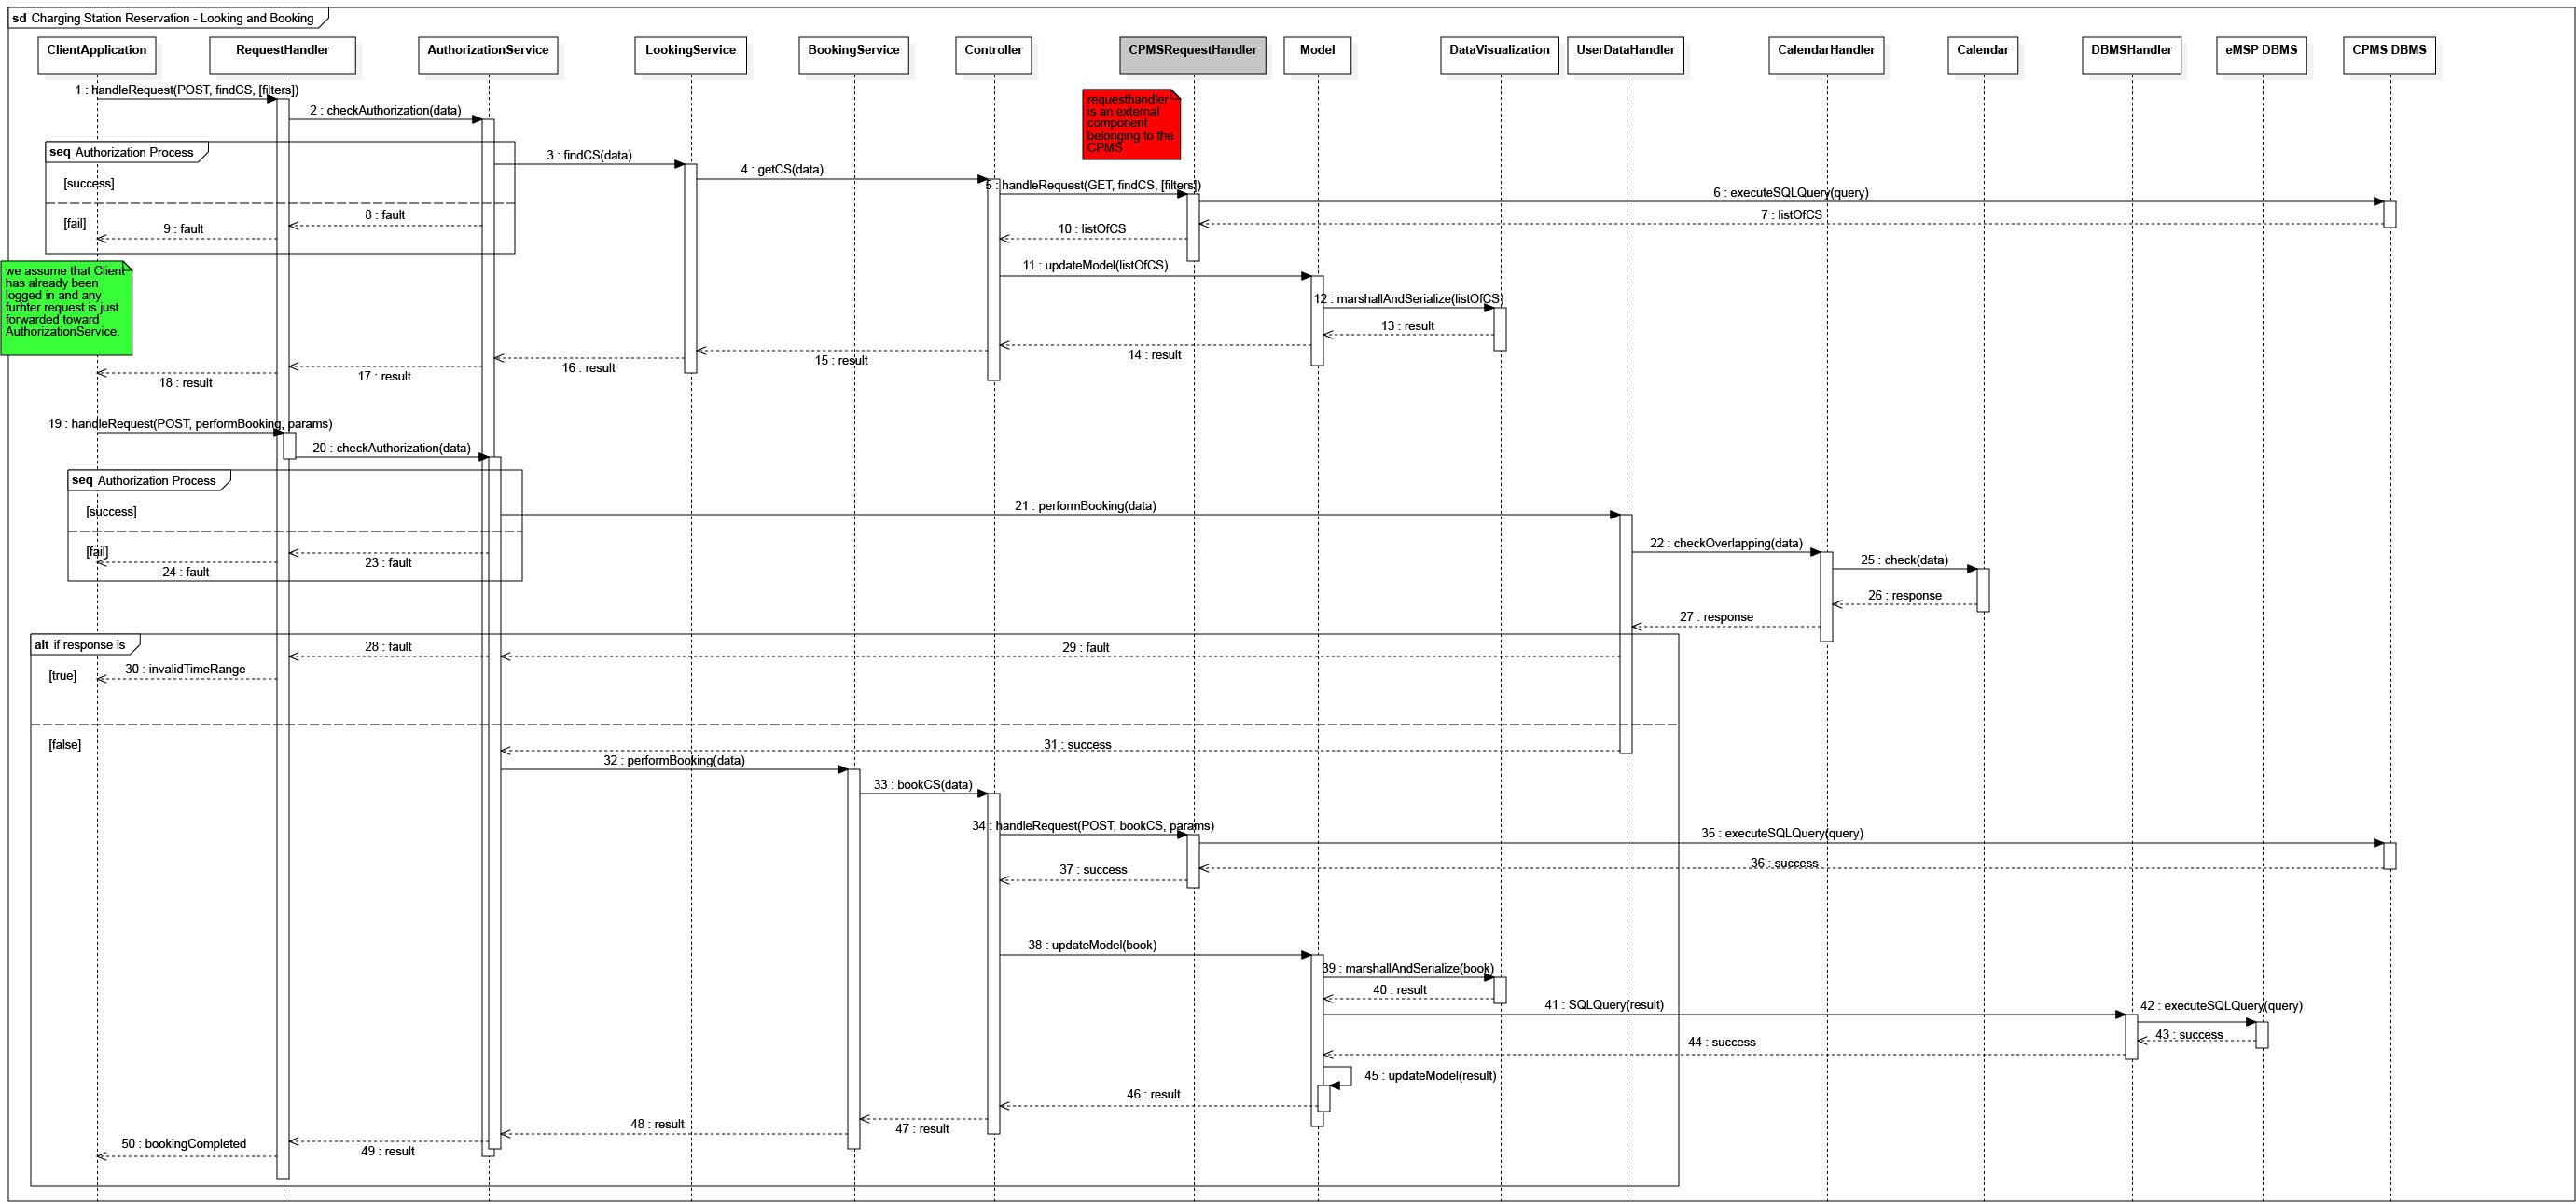 sd Charging Station Reservation - Looking and Booking
ClientApplication
RequestHandler
AuthorizationService
LookingService
BookingService
Controller
CPMSRequestHandler
Model
DataVisualization
UserDataHandler
CalendarHandler
Calendar
DBMSHandler
eMSP DBMS
CPMS DBMS
1 : handleRequest(POST, findCS, [filters])
2 : checkAuthorization(data)
requesthandler
is an external
component
belonging to the
CPMS
seq Authorization Process
3 : findCS(data)
4 : getCS(data)
[success]
5 : handleRequest(GET, findCS, [filters])
6 : executeSQLQuery(query)
7 : listOfCS
[fail]
8 : fault
9 : fault
10 : listOfCS
we assume that Client
has already been
logged in and any
furhter request is just
forwarded toward
AuthorizationService.
11 : updateModel(listOfCS)
12 : marshallAndSerialize(listOfCS)
13 : result
14 : result
15 : result
16 : result
17 : result
18 : result
19 : handleRequest(POST, performBooking, params)
20 : checkAuthorization(data)
seq Authorization Process
[success]
21 : performBooking(data)
22 : checkOverlapping(data)
[fail]
23 : fault
24 : fault
25 : check(data)
26 : response
27 : response
alt if response is
28 : fault
29 : fault
[true]
30 : invalidTimeRange
[false]
31 : success
32 : performBooking(data)
33 : bookCS(data)
34 : handleRequest(POST, bookCS, params)
35 : executeSQLQuery(query)
36 : success
37 : success
38 : updateModel(book)
39 : marshallAndSerialize(book)
40 : result
41 : SQLQuery(result)
42 : executeSQLQuery(query)
43 : success
44 : success
45 : updateModel(result)
46 : result
47 : result
48 : result
49 : result
50 : bookingCompleted